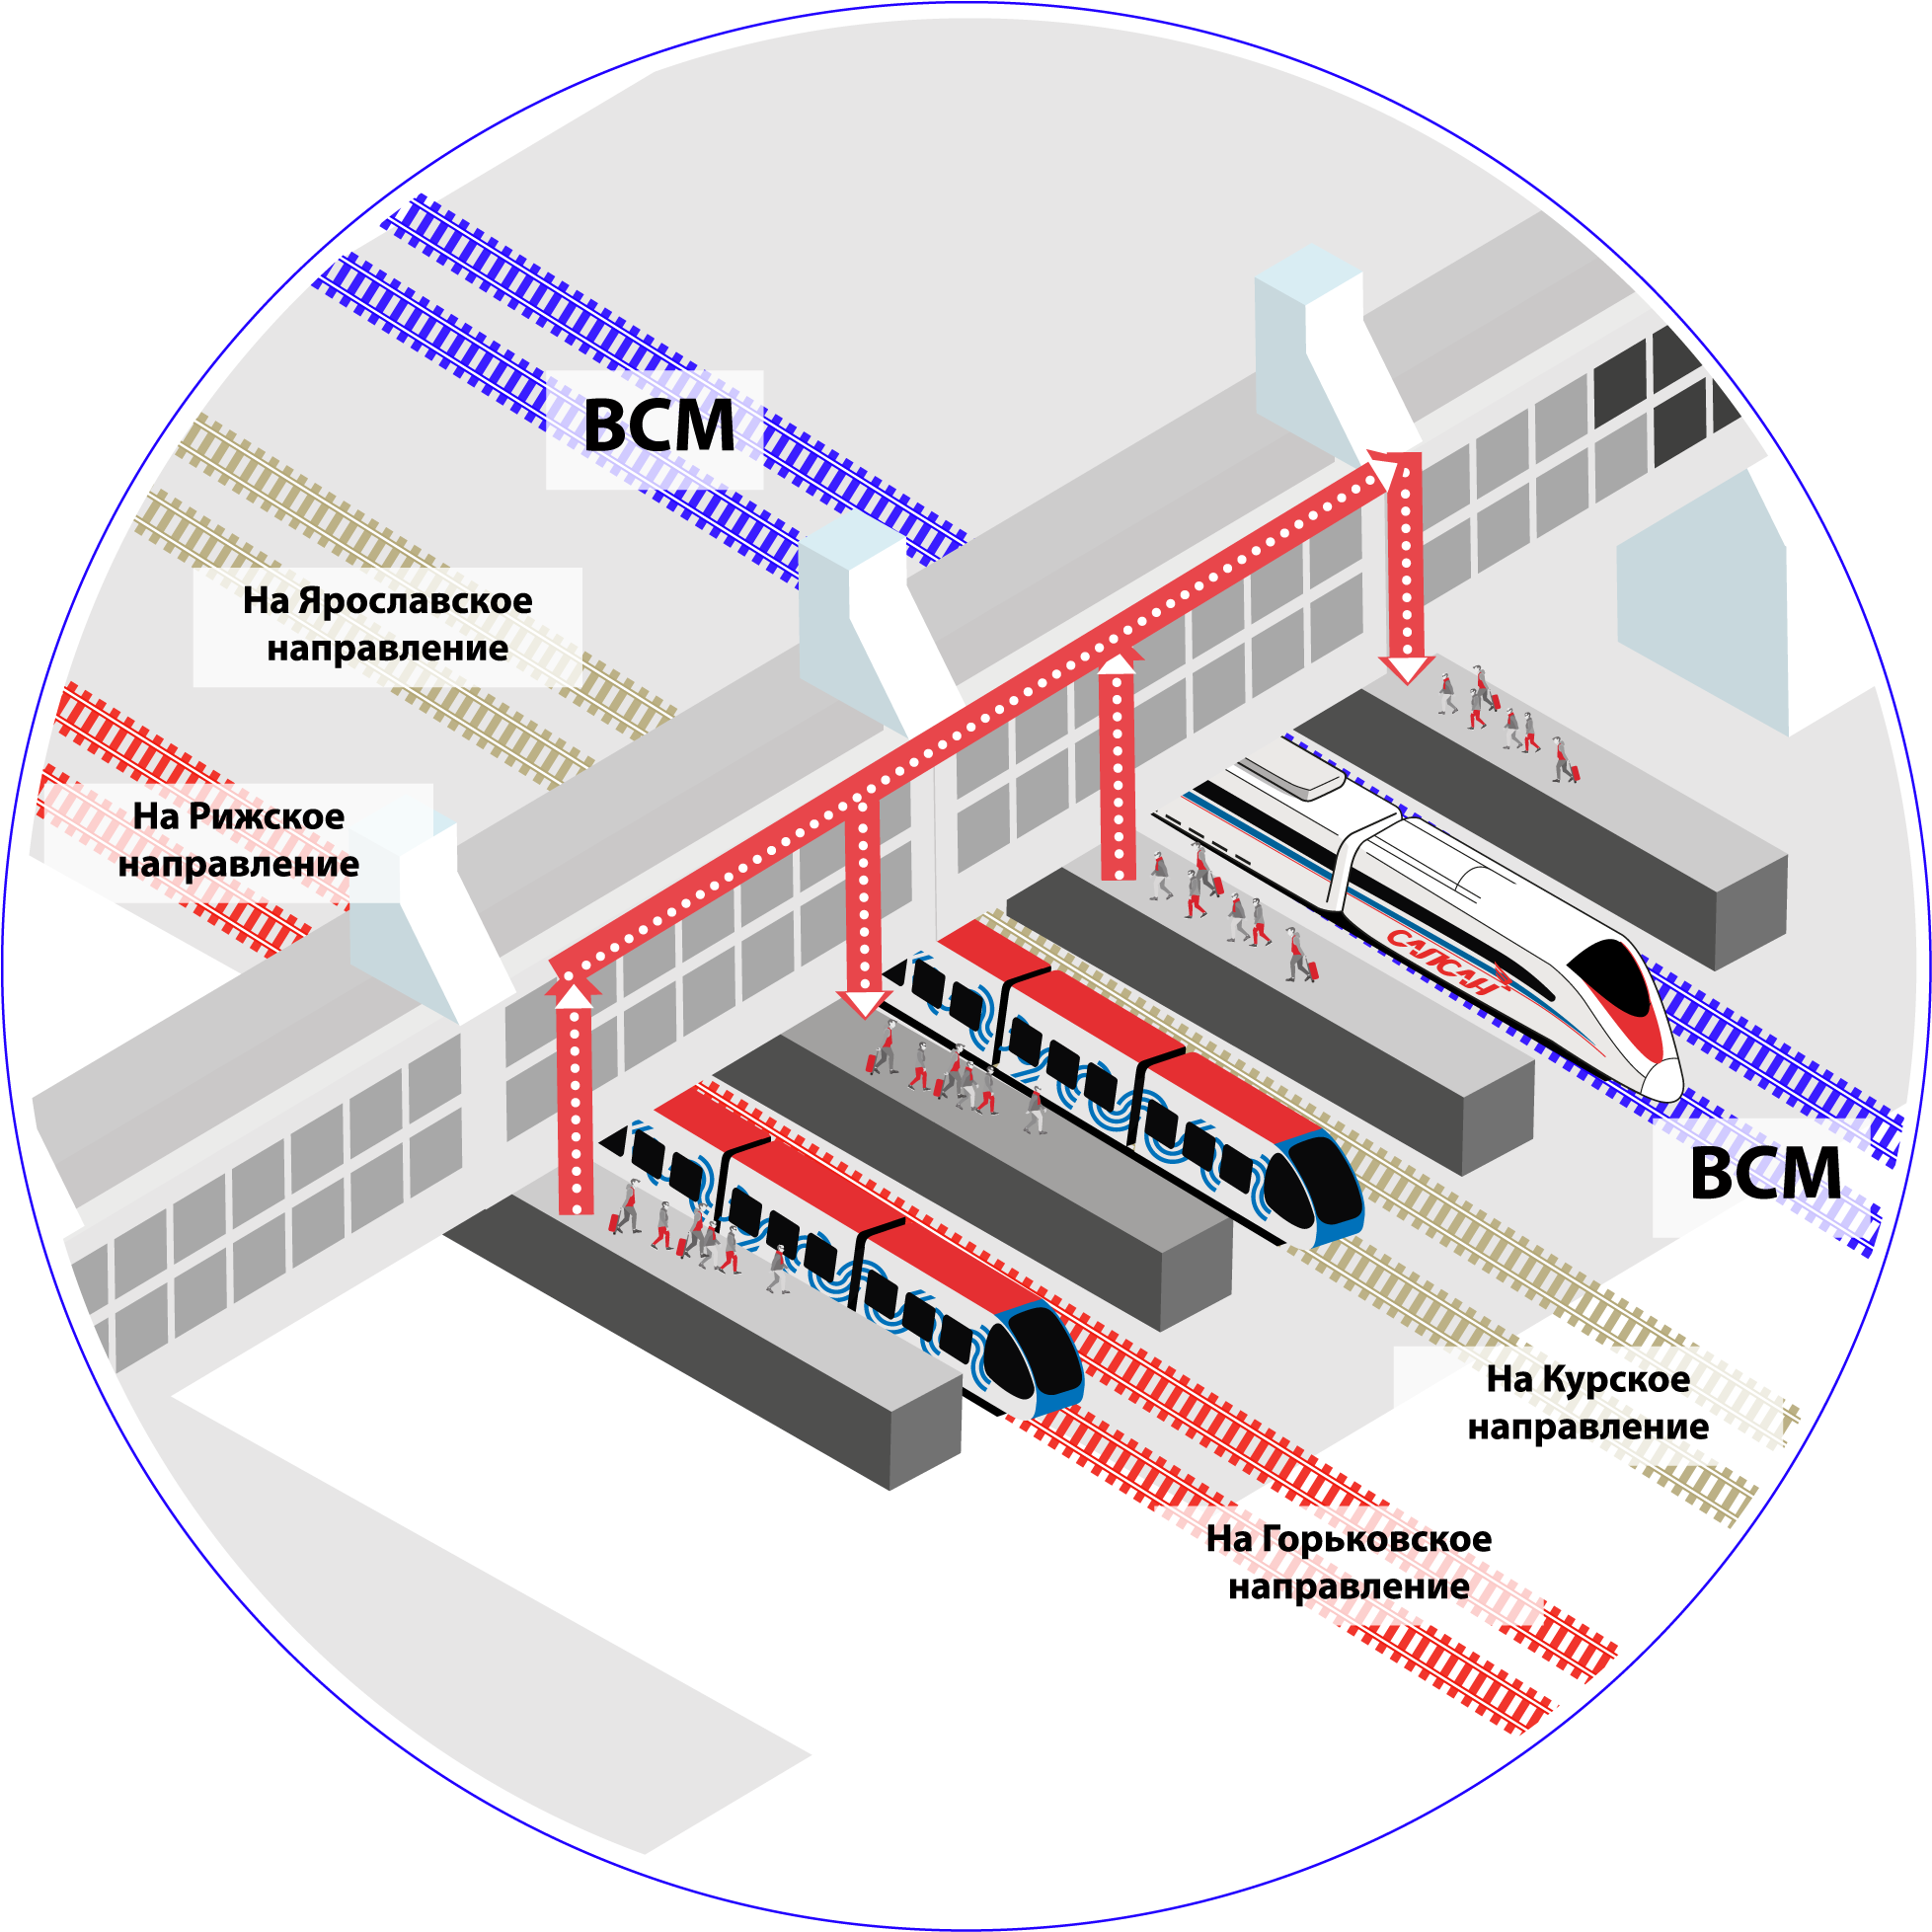 ВСМ
На Ярославское
направление
На Рижское
направление
САПСАН
ВСМ
На Курское
направление
На Горьковское
направление